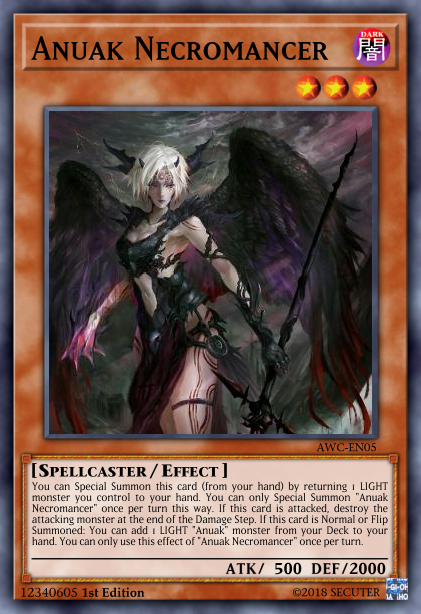 Anuak Necromancer
DARK
闇
AWC-EN05
[Spellcaster / Effect]
You can Special Summon this card (from your hand) by returning 1 LIGHT
monster you control to your hand. You can only Special Summon "Anuak
Necromancer" once per turn this way. If this card is attacked, destroy the
attacking monster at the end of the Damage Step. If this card is Normal or Flip
Summoned: You can add 1 LIGHT "Anuak" monster from your Deck to your
hand. You can only use this effect of "Anuak Necromancer" once per turn.
ATK/ 500 DEF/2000
12340605 1st Edition
©2018 SECUTER